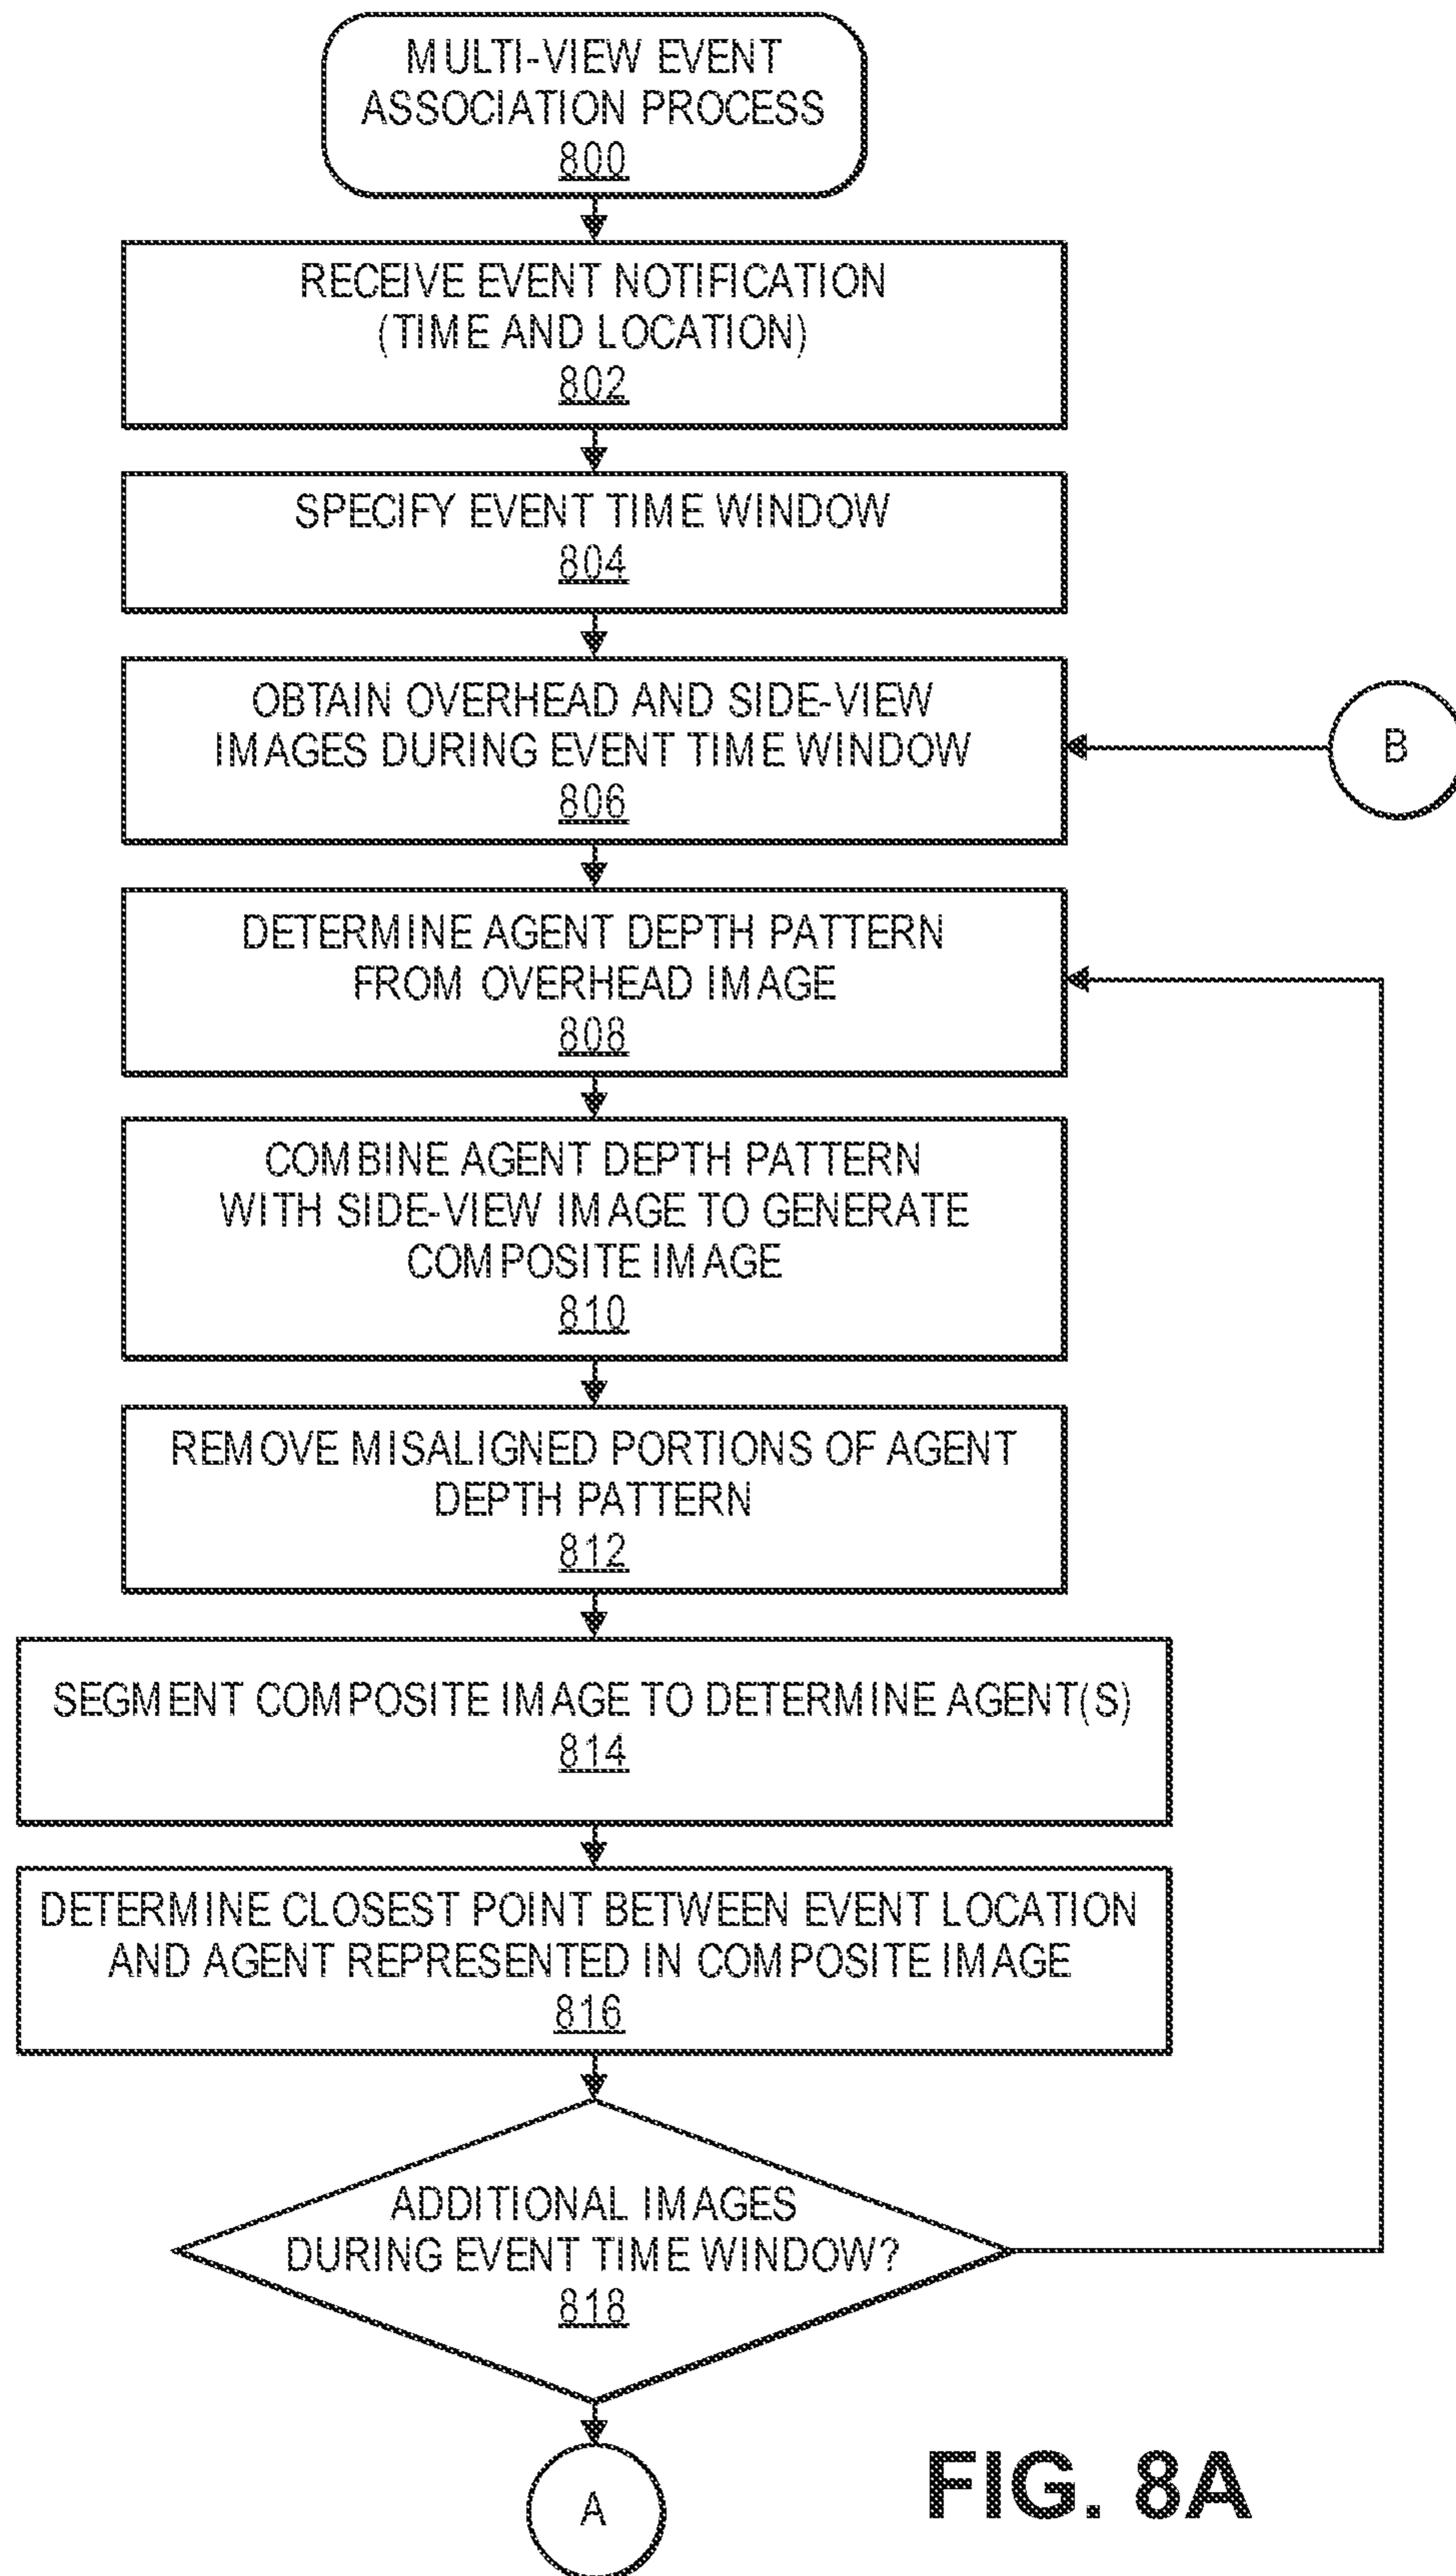 MULTI-VIEW EVENT
ASSOCIATION PROCESS
800
RECEIVE EVENT NOTIFICATION
(TIME AND LOCATION)
802
SPECIFY EVENT TIME WINDOW
804
OBTAIN OVERHEAD AND SIDE-VIEW
IMAGES DURING EVENT TIME WINDOW
806
B
DETERMINE AGENT DEPTH PATTERN
FROM OVERHEAD IMAGE
808
COMBINE AGENT DEPTH PATTERN
WITH SIDE-VIEW IMAGE TO GENERATE
COMPOSITE IMAGE
810
REMOVE MISALIGNED PORTIONS OF AGENT
DEPTH PATTERN
812
SEGMENT COMPOSITE IMAGE TO DETERMINE AGENT(S)
814
DETERMINE CLOSEST POINT BETWEEN EVENT LOCATION
AND AGENT REPRESENTED IN COMPOSITE IMAGE
816
ADDITIONAL IMAGES
DURING EVENT TIME WINDOW?
818
A
FIG. 8A